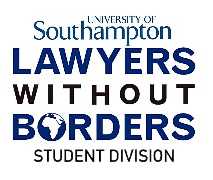 UNIVERSITY OF
Southampton
LAWYERS
WITHOUT
BORDERS
STUDENT DIVISION